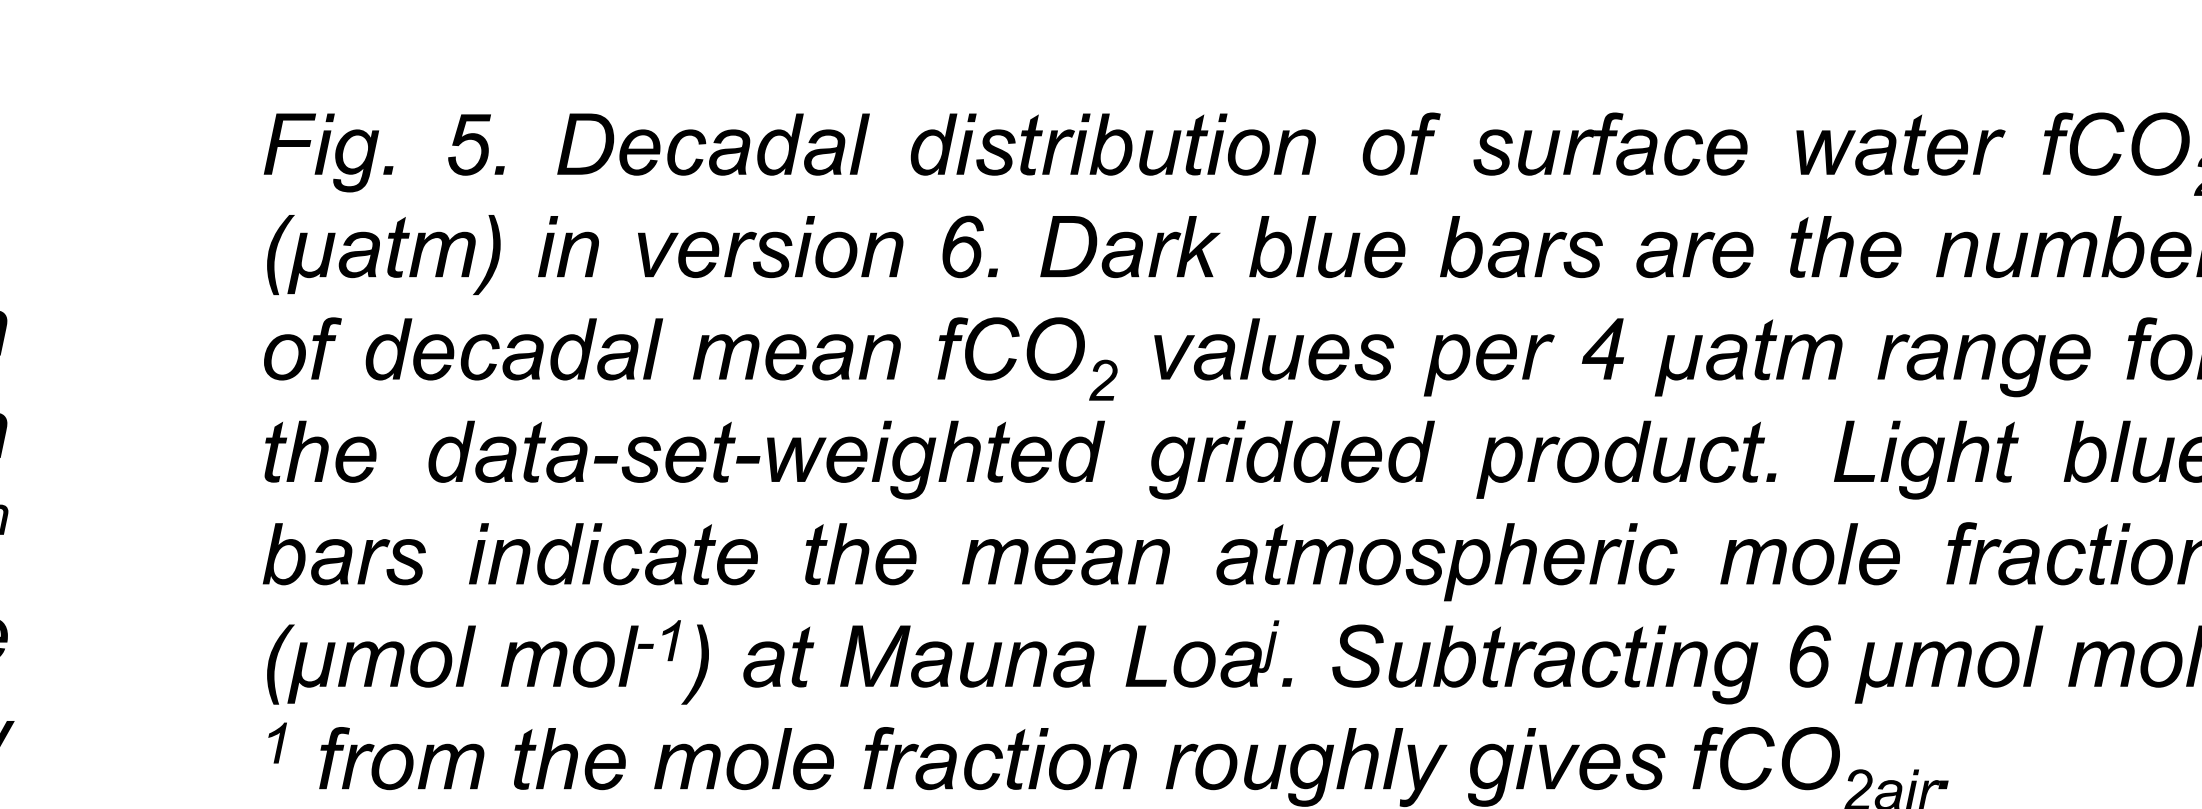 Fig. 5. Decadal distribution of surface water fCO₂
(µatm) in version 6. Dark blue bars are the number
of decadal mean fCO₂ values per 4 µatm range for
the data-set-weighted gridded product. Light blue
bars indicate the mean atmospheric mole fraction
(µmol mol⁻¹) at Mauna Loaʲ. Subtracting 6 µmol mol
¹ from the mole fraction roughly gives fCO₂ₐᵢᵣ.